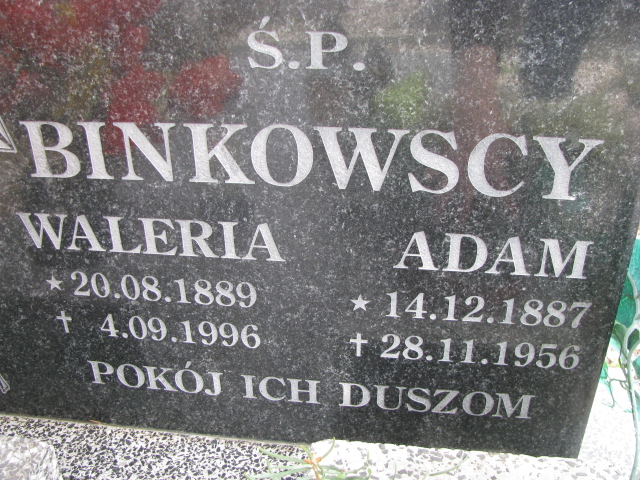 Ś.P.
BINKOWSCY
WALERIA
★ 20.08.1889
✝ 4.09.1996
ADAM
★ 14.12.1887
✝ 28.11.1956
POKÓJ ICH DUSZOM